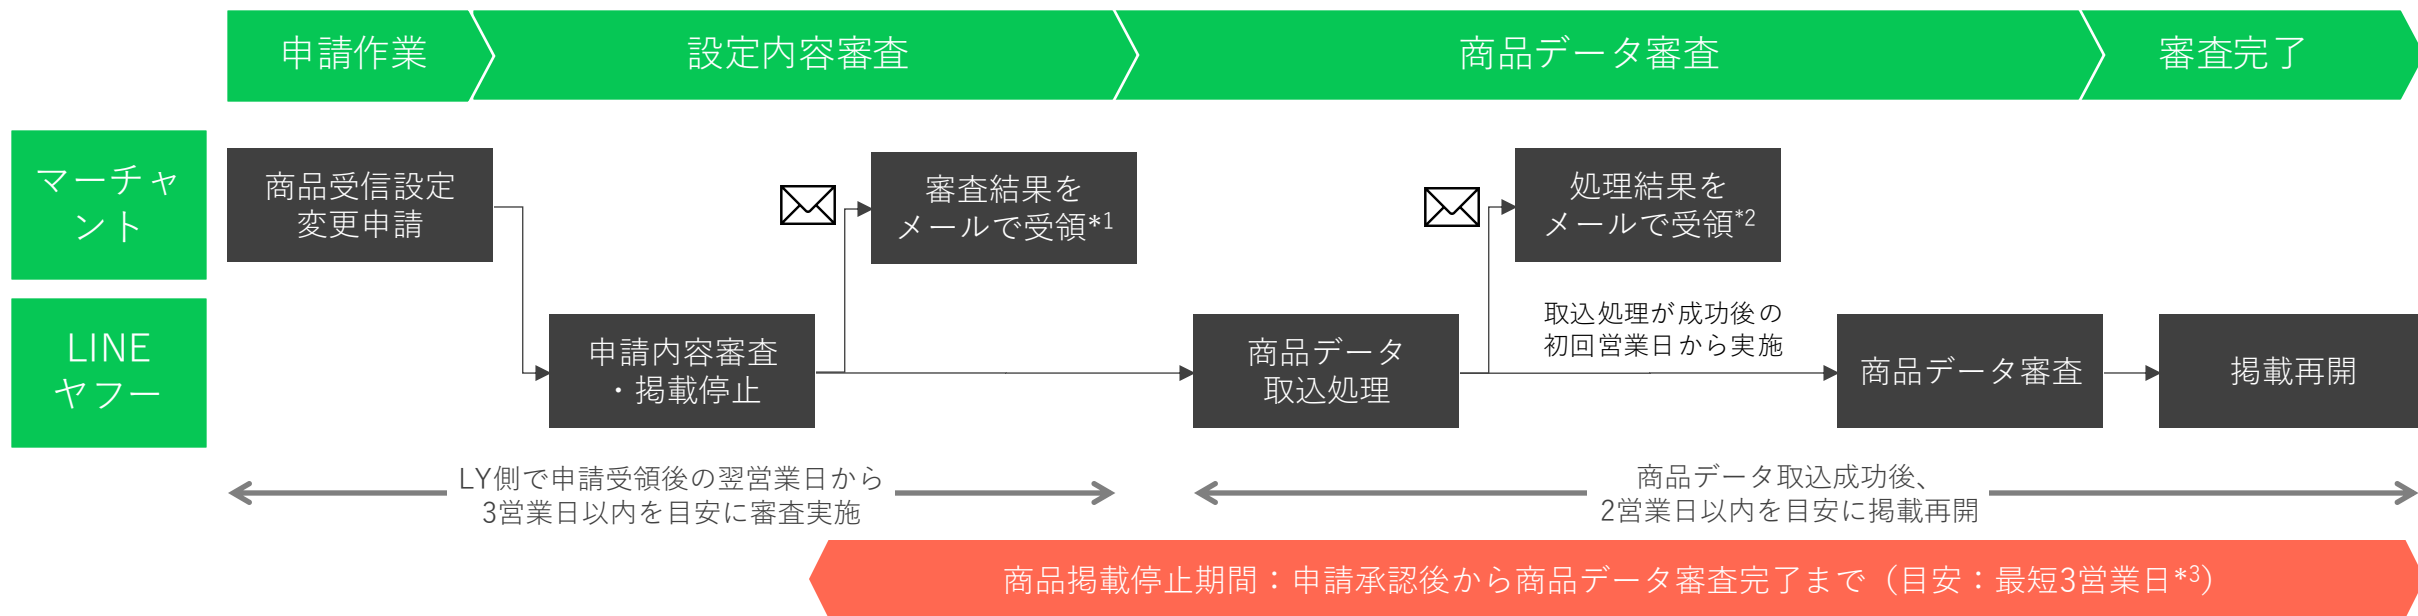 申請作業
設定内容審査
商品データ審査
審査完了
マーチャ
ント
商品受信設定
変更申請
審査結果を
メールで受領*1
処理結果を
メールで受領*2
LINE
ヤフー
申請内容審査
・掲載停止
商品データ
取込処理
取込処理が成功後の
初回営業日から実施
商品データ審査
掲載再開
LY側で申請受領後の翌営業日から
3営業日以内を目安に審査実施
商品データ取込成功後、
2営業日以内を目安に掲載再開
商品掲載停止期間：申請承認後から商品データ審査完了まで（目安：最短3営業日*3）